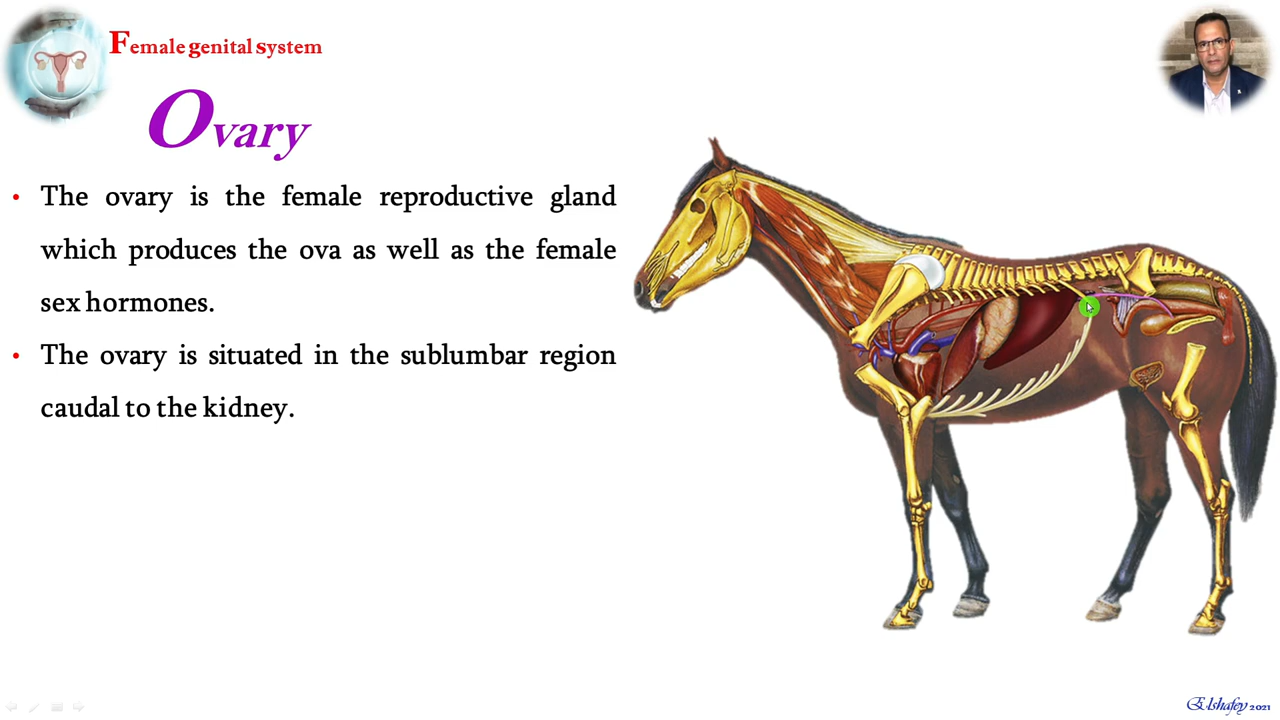 Female genital system
Ovary
• The ovary is the female reproductive gland
which produces the ova as well as the female
sex hormones.
• The ovary is situated in the sublumbar region
caudal to the kidney.
Elshafey 2021